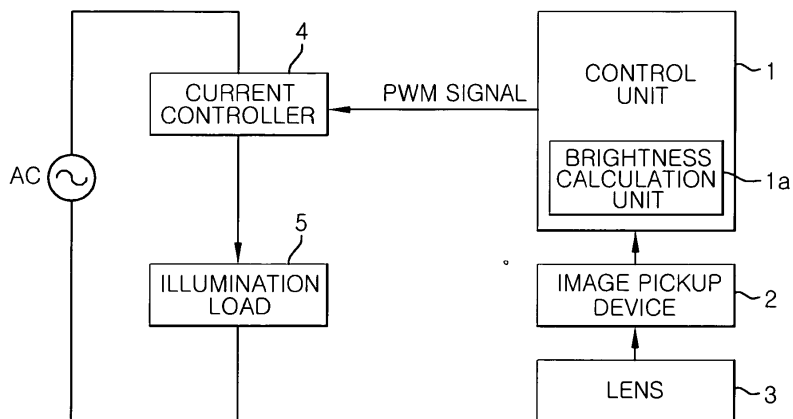 4
CURRENT
CONTROLLER
PWM SIGNAL
CONTROL
UNIT
1
BRIGHTNESS
CALCULATION
UNIT
1a
AC
5
ILLUMINATION
LOAD
IMAGE PICKUP
DEVICE
2
LENS
3